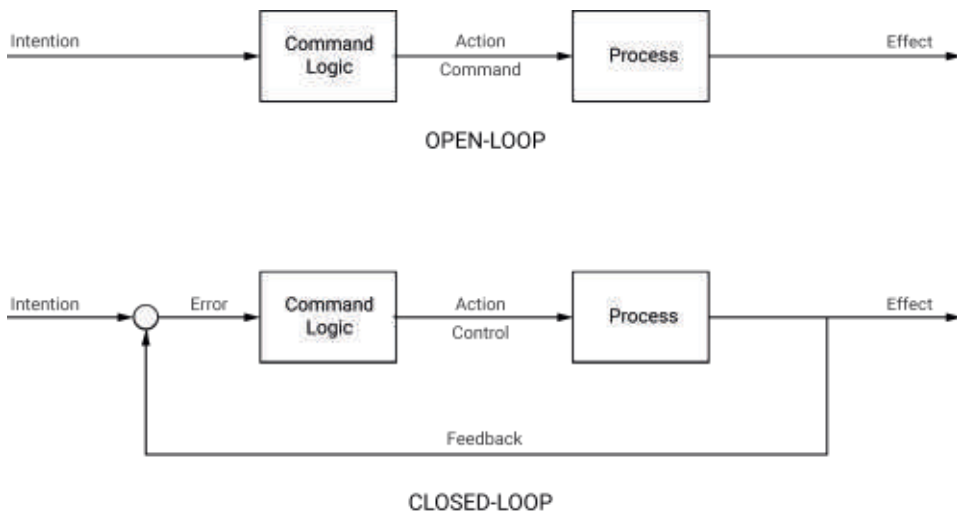 Intention
Command
Logic
Action
Command
Process
Effect
OPEN-LOOP
Intention
Error
Command
Logic
Action
Control
Process
Effect
Feedback
CLOSED-LOOP